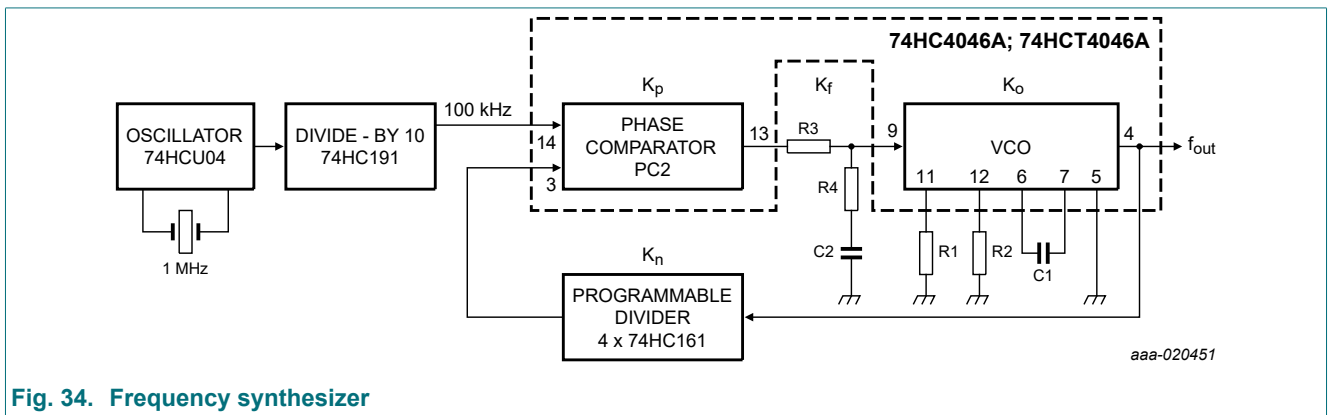 74HC4046A; 74HCT4046A
Kp
Kf
Ko
100 kHz
OSCILLATOR
74HCU04
DIVIDE - BY 10
74HC191
14
3
PHASE
COMPARATOR
PC2
13
R3
9
VCO
4
fout
11
12
6
7
5
R4
C2
R1
R2
C1
1 MHz
Kn
PROGRAMMABLE
DIVIDER
4 x 74HC161
aaa-020451
Fig. 34. Frequency synthesizer